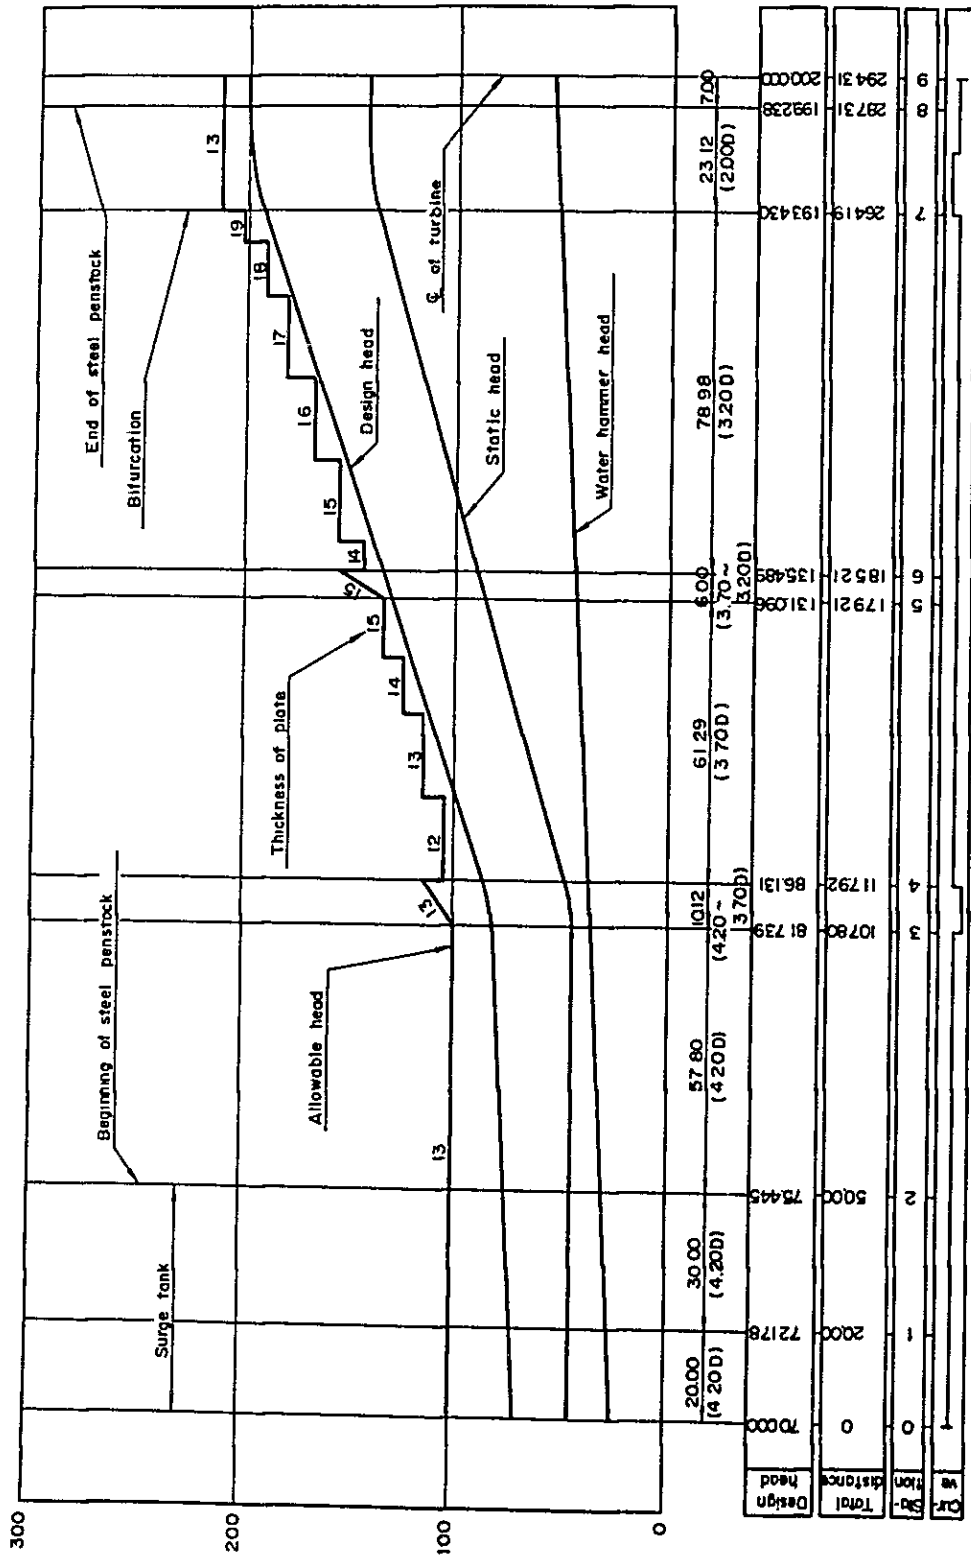 300
200
100
0
Surge tank
Beginning of steel penstock
Allowable head
Thickness of plate
Bifurcation
End of steel penstock
Design head
Static head
Water hammer head
℄ of turbine
13
13
12
13
14
15
15
14
15
16
17
18
19
13
20.00
(4 20D)
30.00
(4.20D)
57.80
(4 20D)
10.12
(4.20~
3.70D)
61.29
(3 70D)
6.00
(3.70~
3.20D)
78 98
(3.20D)
23.12
(2.00D)
7.00
Design head
70.000
72.178
75.445
81.739
86.131
131.096
135.489
193.430
199.238
200.000
Total distance
0
20.00
50.00
107.80
117.92
179.21
185.21
264.19
287.31
294.31
Sta-
tion
0
1
2
3
4
5
6
7
8
9
Cur-
ve